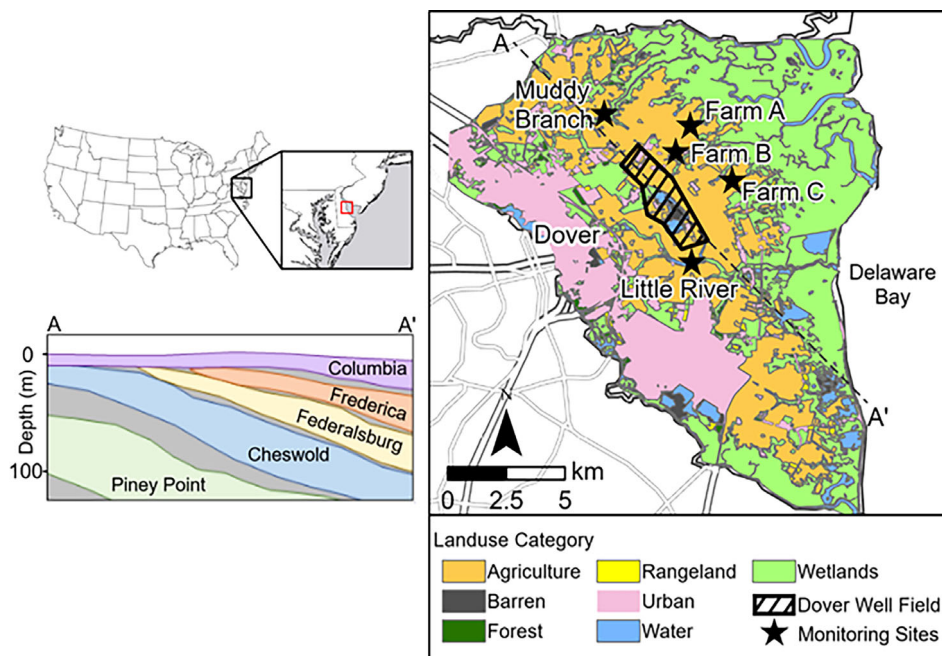 A
Muddy
Branch
Farm A
Farm B
Farm C
Dover
Little River
Delaware
Bay
A'
N
km
0 2.5 5
A A'
0
100
Depth (m)
Columbia
Frederica
Federalsburg
Cheswold
Piney Point
Landuse Category
Agriculture Rangeland Wetlands
Barren Urban Dover Well Field
Forest Water Monitoring Sites